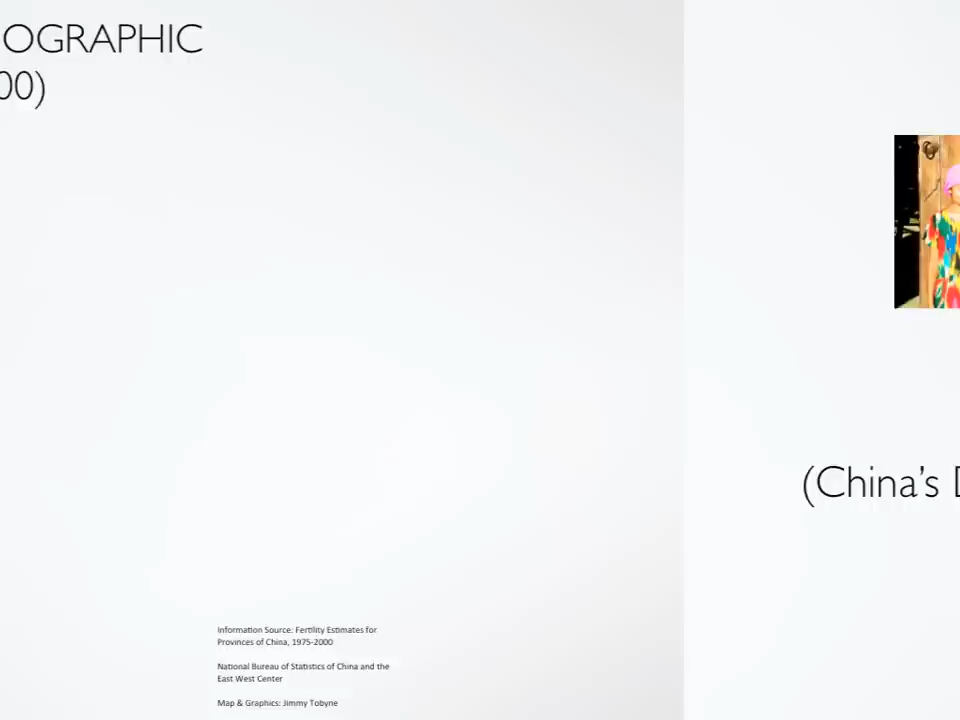 OGRAPHIC
00)
(China's D
Information Source: Fertility Estimates for
Provinces of China, 1975-2000
National Bureau of Statistics of China and the
East West Center
Map & Graphics: Jimmy Tobyne